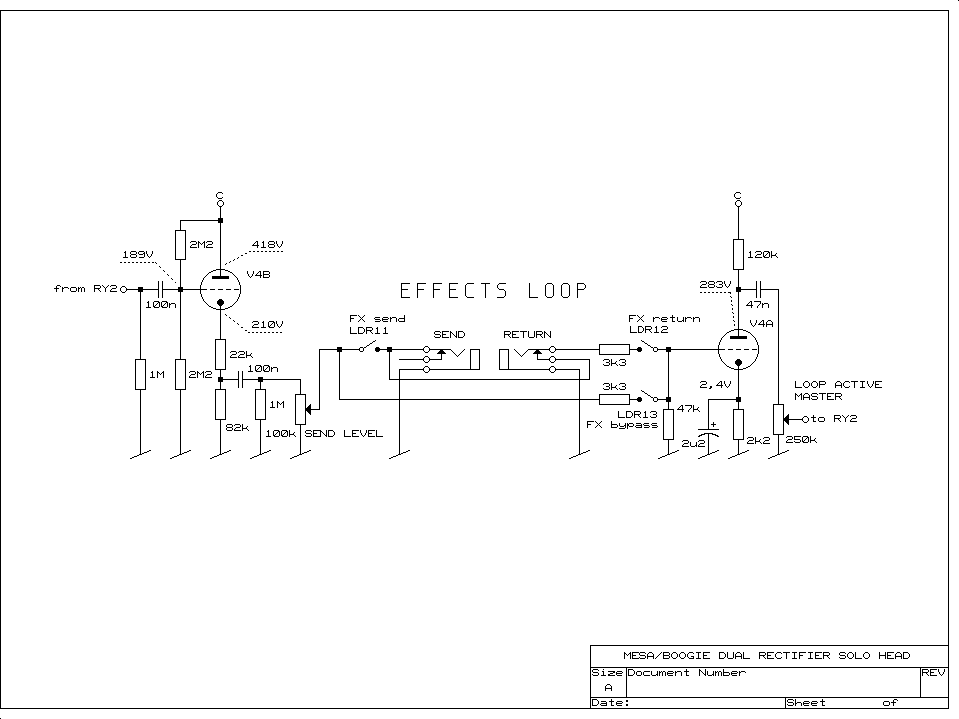 C
C
2M2
418V
189V
V4B
120k
from RY2
100n
283V
47n
EFFECTS LOOP
210V
FX send
LDR11
SEND
RETURN
FX return
LDR12
V4A
22k
3k3
100n
1M
2M2
3k3
2,4V
LOOP ACTIVE
MASTER
1M
LDR13
FX bypass
47k
+
to RY2
82k
100k
SEND LEVEL
2u2
2k2
250k
MESA/BOOGIE DUAL RECTIFIER SOLO HEAD
Size
A
Document Number
REV
Date:
Sheet of